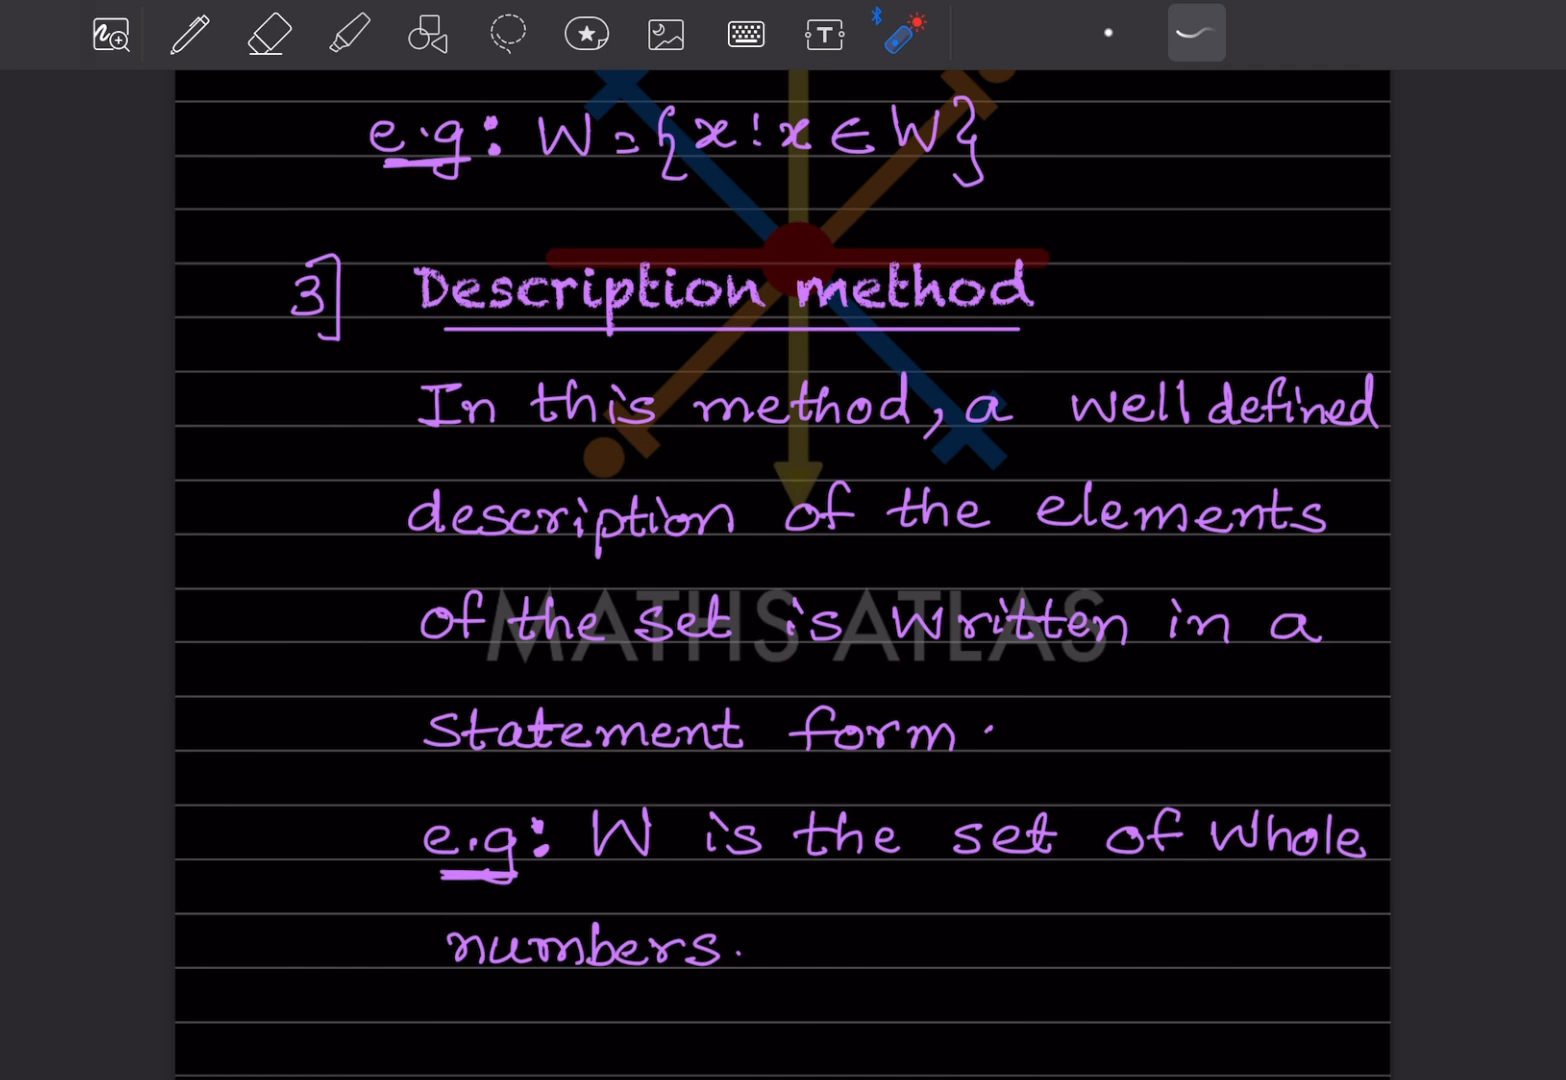 e.g: W = {x ! x ∈ W}
3] Description method
In this method, a well defined
description of the elements
of the set is written in a
statement form.
e.g: W is the set of whole
numbers.
MATHS ATLAS